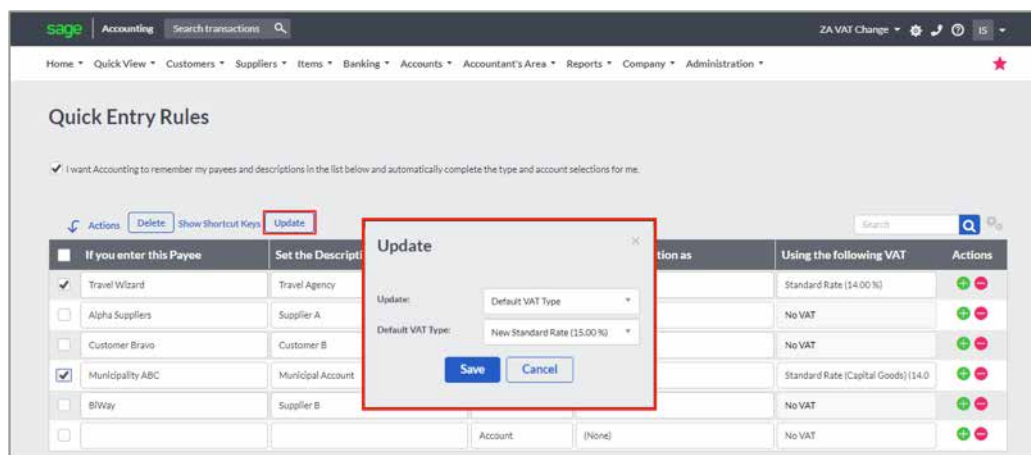 sage Accounting Search transactions ZA VAT Change IS
Home Quick View Customers Suppliers Items Banking Accounts Accountant's Area Reports Company Administration
Quick Entry Rules
I want Accounting to remember my payees and descriptions in the list below and automatically complete the type and account selections for me.
Actions Delete Show Shortcut Keys Update Search
If you enter this Payee Set the Descripti tion as Using the following VAT Actions
Travel Wizard Travel Agency Standard Rate (14.00 %)
Alpha Suppliers Supplier A No VAT
Customer Bravo Customer B No VAT
Municipality ABC Municipal Account Standard Rate (Capital Goods) (14.0
BlWay Supplier B No VAT
Account (None) No VAT
Update
Update: Default VAT Type
Default VAT Type: New Standard Rate (15.00 %)
Save Cancel